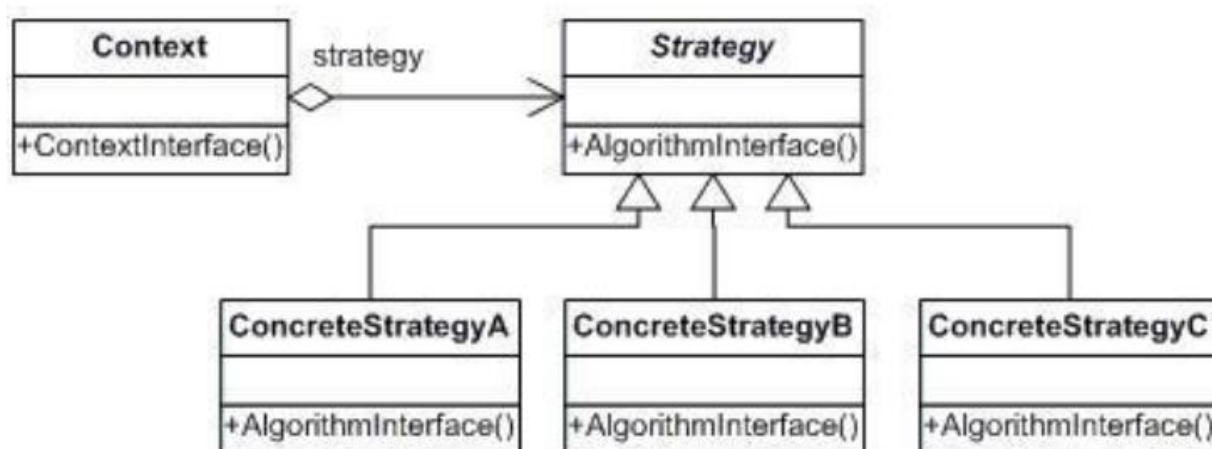 Context
strategy
Strategy
+ContextInterface()
+AlgorithmInterface()
ConcreteStrategyA
ConcreteStrategyB
ConcreteStrategyC
+AlgorithmInterface()
+AlgorithmInterface()
+AlgorithmInterface()